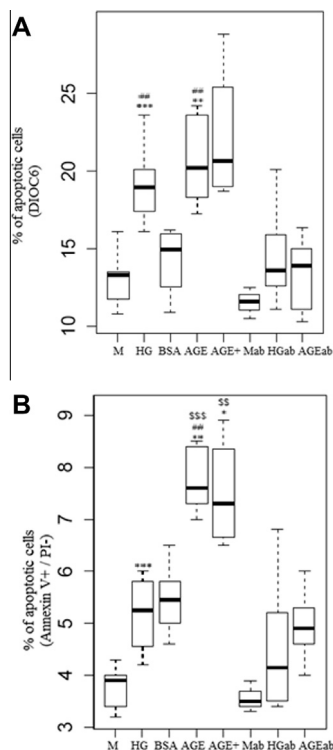 A
% of apoptotic cells
(DIOC6)
25
20
15
10
##
***
##
**
M HG BSA AGE AGE+ Mab HGab AGEab
B
% of apoptotic cells
(Annexin V+ / PI-)
9
8
7
6
5
4
3
***
$$$
##
**
$$
*
M HG BSA AGE AGE+ Mab HGab AGEab